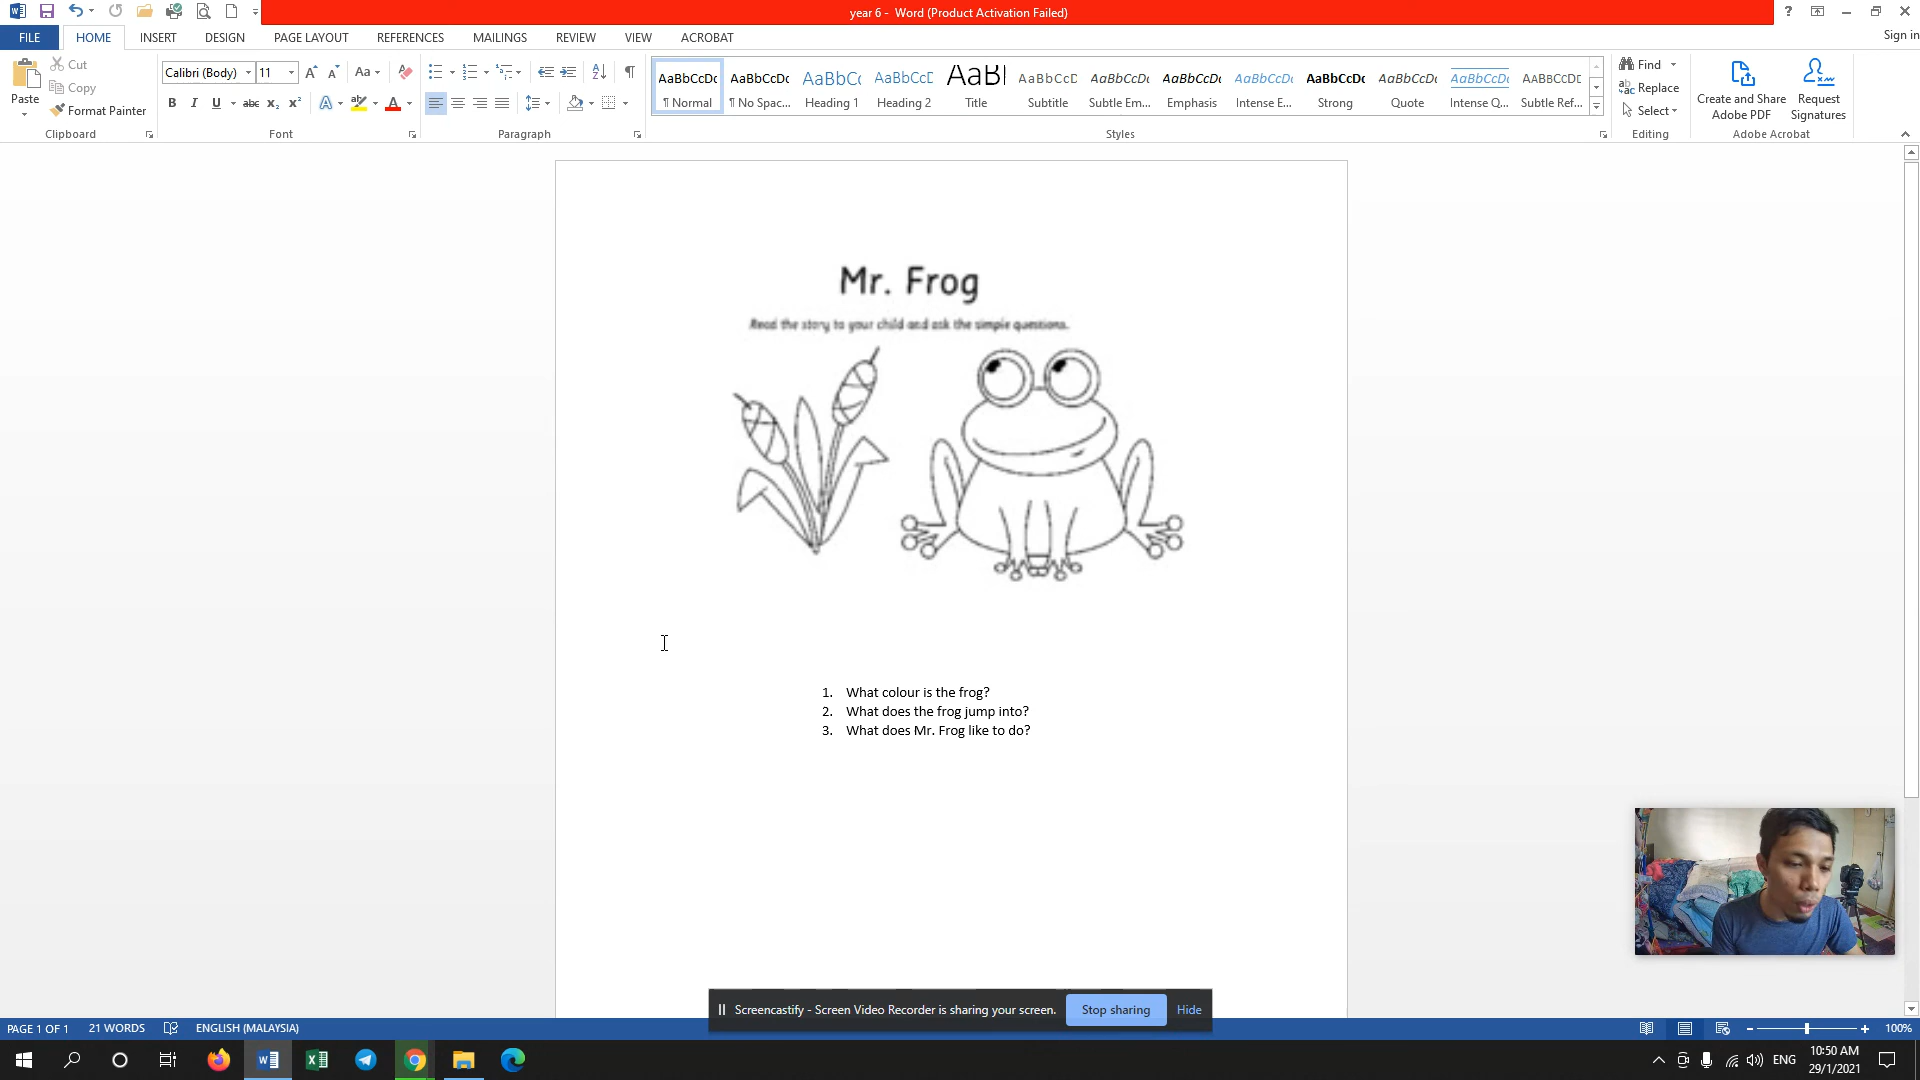 year 6 - Word (Product Activation Failed)
Sign in
FILE HOME INSERT DESIGN PAGE LAYOUT REFERENCES MAILINGS REVIEW VIEW ACROBAT
Paste
Cut
Copy
Format Painter
Clipboard
Calibri (Body) 11
Font
Paragraph
AaBbCcDc AaBbCcDc AaBbCc AaBbCcD AaBl AaBbCcD AaBbCcDc AaBbCcDc AaBbCcDc AaBbCcDc AaBbCcDc AaBbCcDc AABBCCDE
¶ Normal ¶ No Spac... Heading 1 Heading 2 Title Subtitle Subtle Em... Emphasis Intense E... Strong Quote Intense Q... Subtle Ref...
Styles
Find
Replace
Select
Editing
Create and Share Adobe PDF
Request Signatures
Adobe Acrobat
Mr. Frog
Read the story to your child and ask the simple questions.
1. What colour is the frog?
2. What does the frog jump into?
3. What does Mr. Frog like to do?
Screencastify - Screen Video Recorder is sharing your screen. Stop sharing Hide
PAGE 1 OF 1 21 WORDS ENGLISH (MALAYSIA) 100%
ENG
10:50 AM
29/1/2021